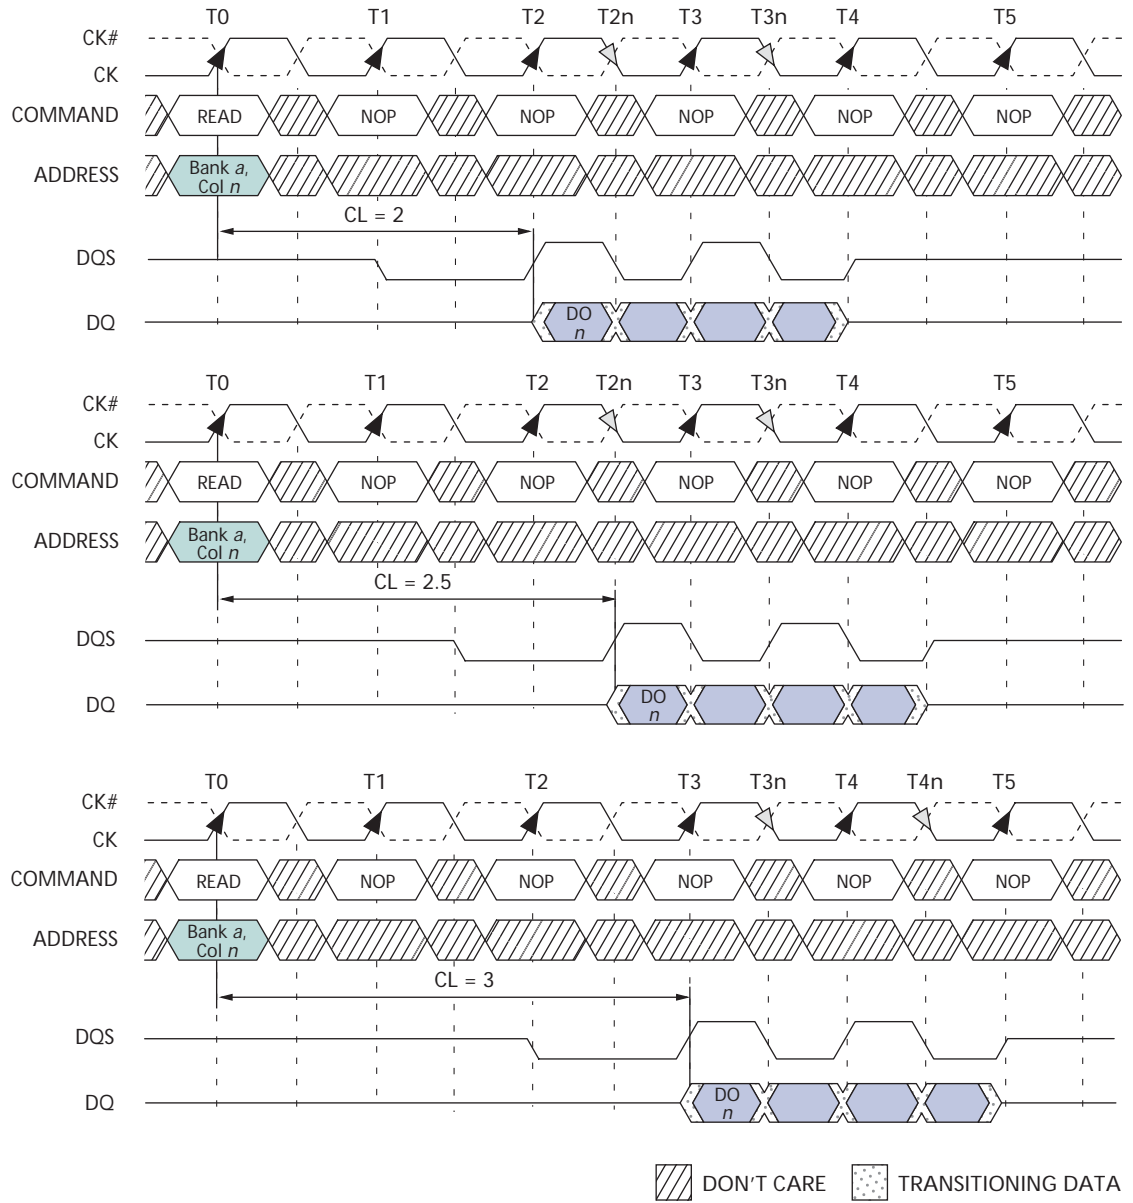 T0 T1 T2 T2n T3 T3n T4 T5
CK#
CK
COMMAND READ NOP NOP NOP NOP NOP
ADDRESS Bank a,
Col n
CL = 2
DQS
DQ DO
n
T0 T1 T2 T2n T3 T3n T4 T5
CK#
CK
COMMAND READ NOP NOP NOP NOP NOP
ADDRESS Bank a,
Col n
CL = 2.5
DQS
DQ DO
n
T0 T1 T2 T3 T3n T4 T4n T5
CK#
CK
COMMAND READ NOP NOP NOP NOP NOP
ADDRESS Bank a,
Col n
CL = 3
DQS
DQ DO
n
DON'T CARE TRANSITIONING DATA